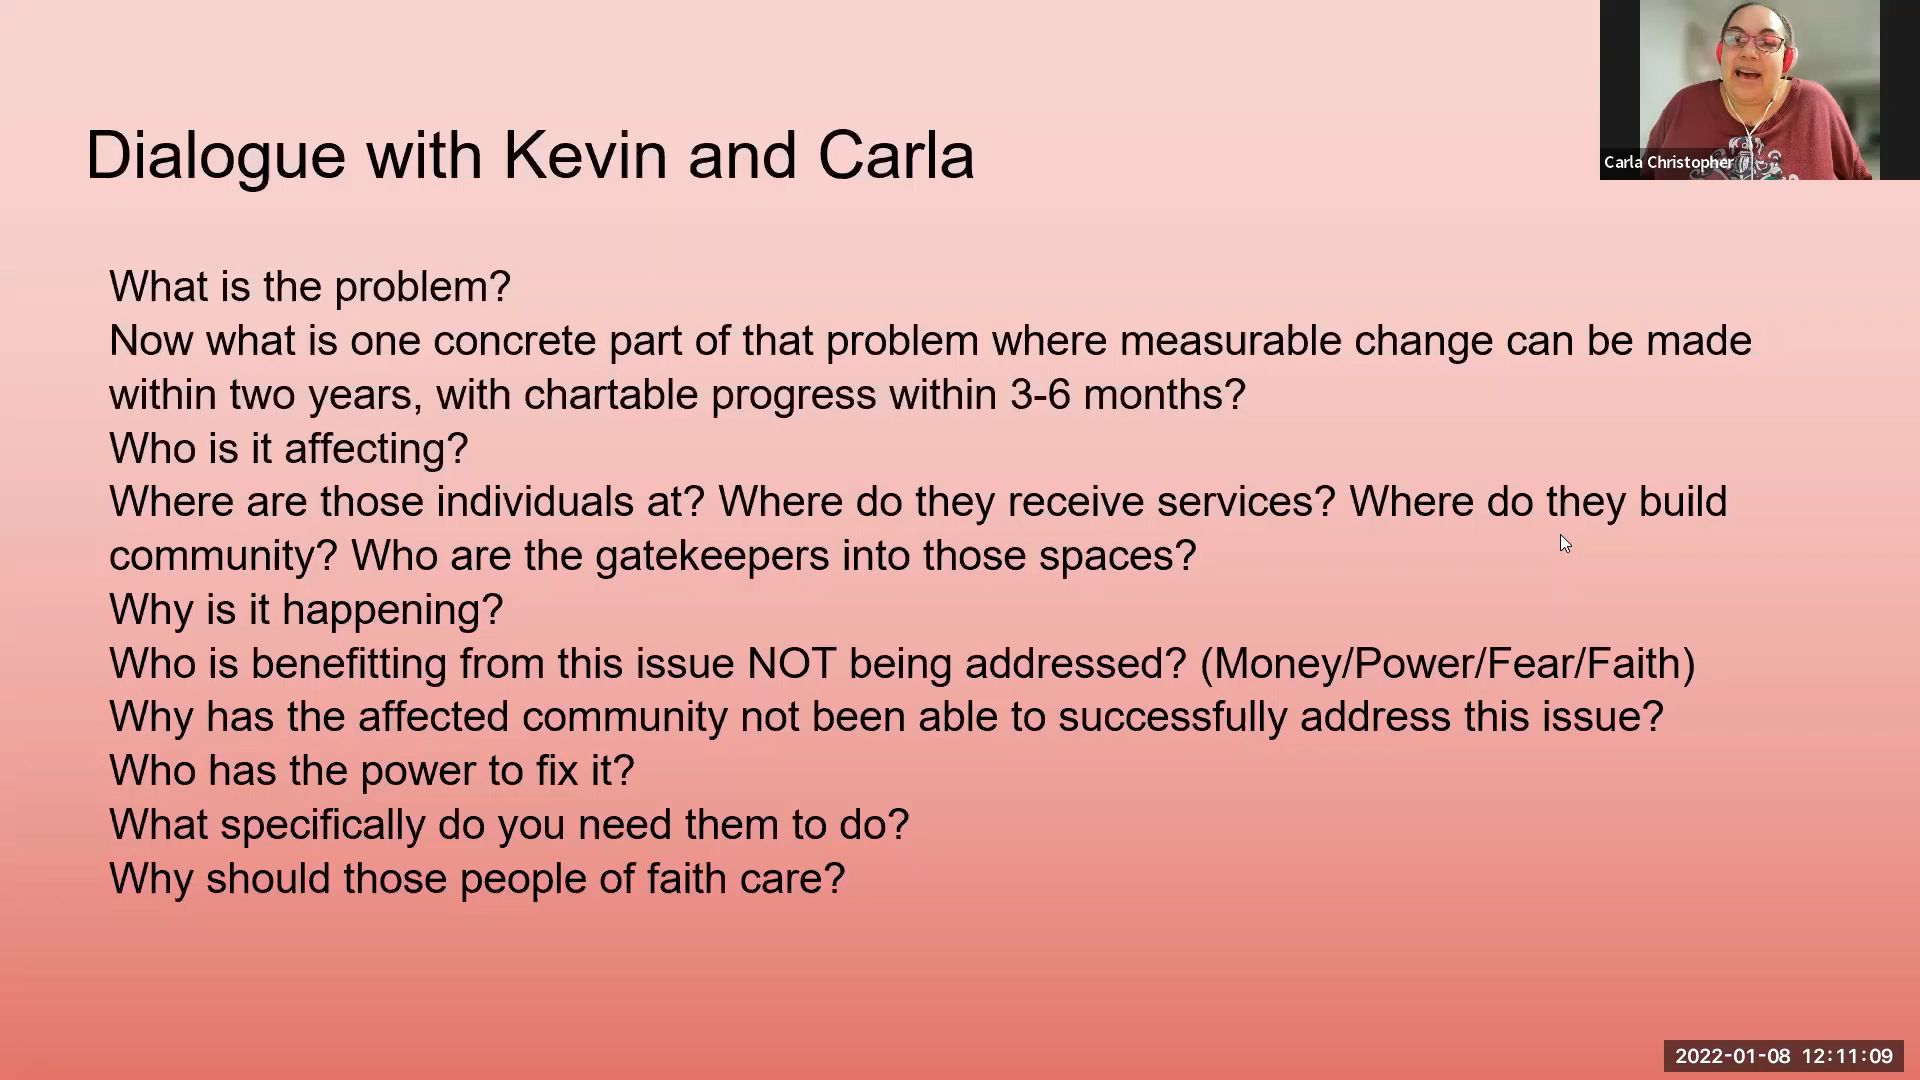 Dialogue with Kevin and Carla
Carla Christopher
What is the problem?
Now what is one concrete part of that problem where measurable change can be made
within two years, with chartable progress within 3-6 months?
Who is it affecting?
Where are those individuals at? Where do they receive services? Where do they build
community? Who are the gatekeepers into those spaces?
Why is it happening?
Who is benefitting from this issue NOT being addressed? (Money/Power/Fear/Faith)
Why has the affected community not been able to successfully address this issue?
Who has the power to fix it?
What specifically do you need them to do?
Why should those people of faith care?
2022-01-08 12:11:09